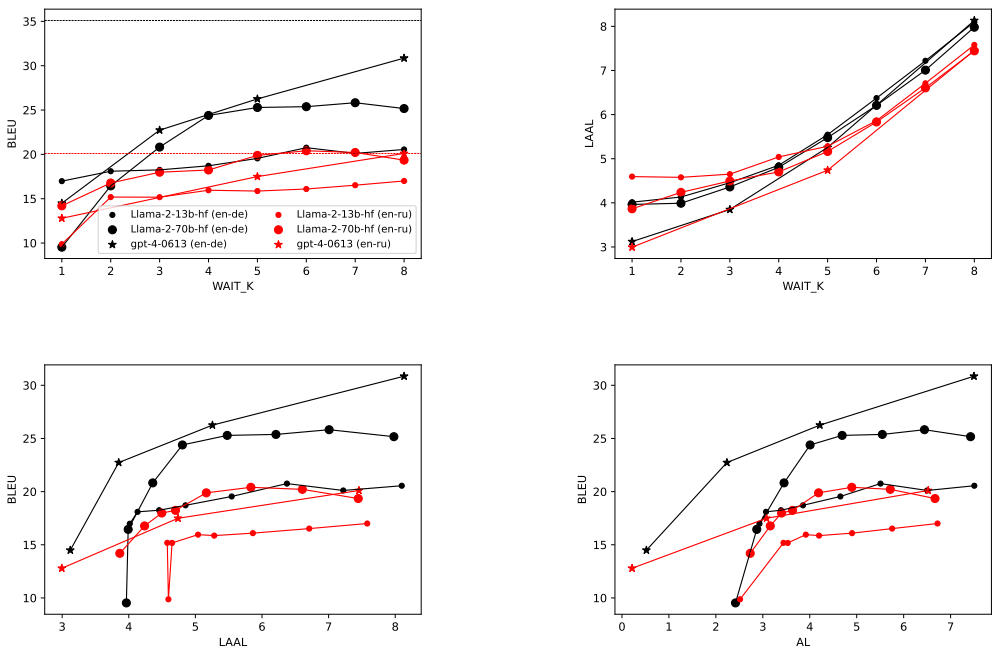 35
30
25
20
15
10
BLEU
Llama-2-13b-hf (en-de)
Llama-2-70b-hf (en-de)
gpt-4-0613 (en-de)
Llama-2-13b-hf (en-ru)
Llama-2-70b-hf (en-ru)
gpt-4-0613 (en-ru)
1 2 3 4 5 6 7 8
WAIT_K
8
7
6
5
4
3
LAAL
1 2 3 4 5 6 7 8
WAIT_K
30
25
20
15
10
BLEU
3 4 5 6 7 8
LAAL
30
25
20
15
10
BLEU
0 1 2 3 4 5 6 7
AL